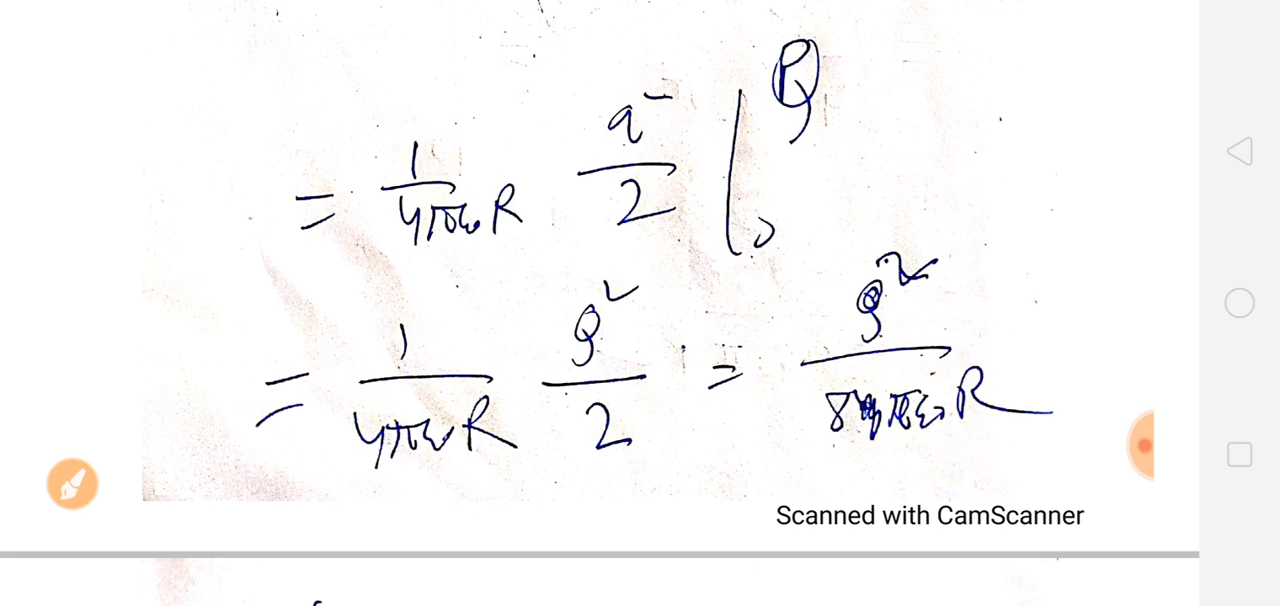 = 1/4πε₀R q²/2 |₀^Q
= 1/4πε₀R Q²/2 = Q²/8πε₀R
Scanned with CamScanner